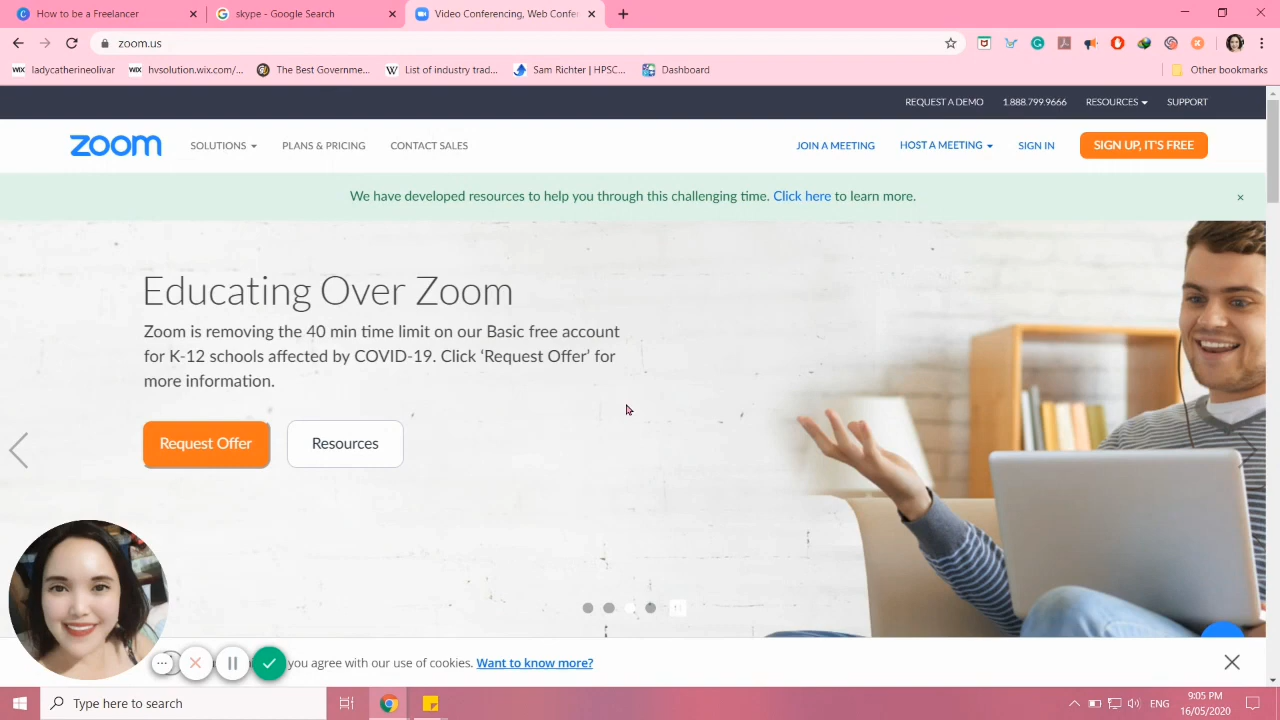 How to be a Freelancer
skype - Google Search
Video Conferencing, Web Confer
zoom.us
WIX ladycatherineolivar
WIX hvsolution.wix.com/...
The Best Governme...
W List of industry trad...
Sam Richter | HPSC...
Dashboard
Other bookmarks
REQUEST A DEMO 1.888.799.9666 RESOURCES SUPPORT
zoom SOLUTIONS PLANS & PRICING CONTACT SALES JOIN A MEETING HOST A MEETING SIGN IN SIGN UP, IT'S FREE
We have developed resources to help you through this challenging time. Click here to learn more.
Educating Over Zoom
Zoom is removing the 40 min time limit on our Basic free account
for K-12 schools affected by COVID-19. Click ‘Request Offer’ for
more information.
Request Offer Resources
you agree with our use of cookies. Want to know more?
Type here to search
ENG
9:05 PM
16/05/2020